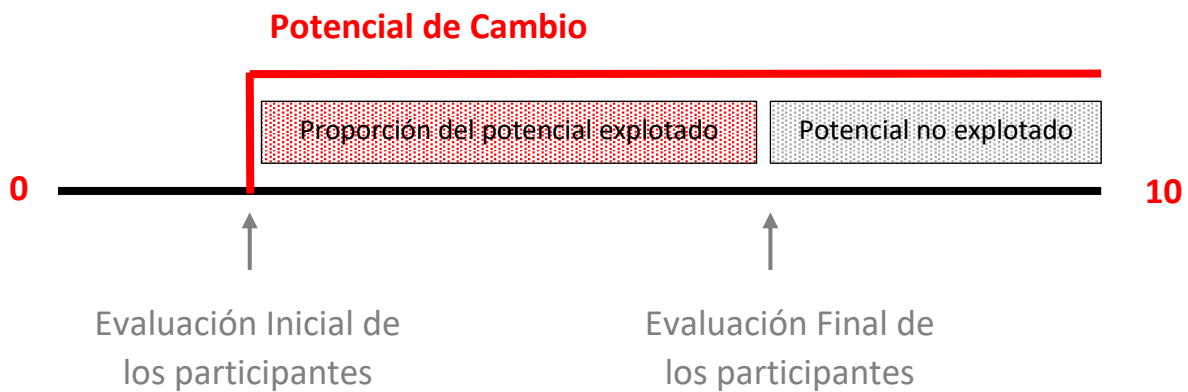 Potencial de Cambio
Proporción del potencial explotado
Potencial no explotado
0
10
Evaluación Inicial de
los participantes
Evaluación Final de
los participantes